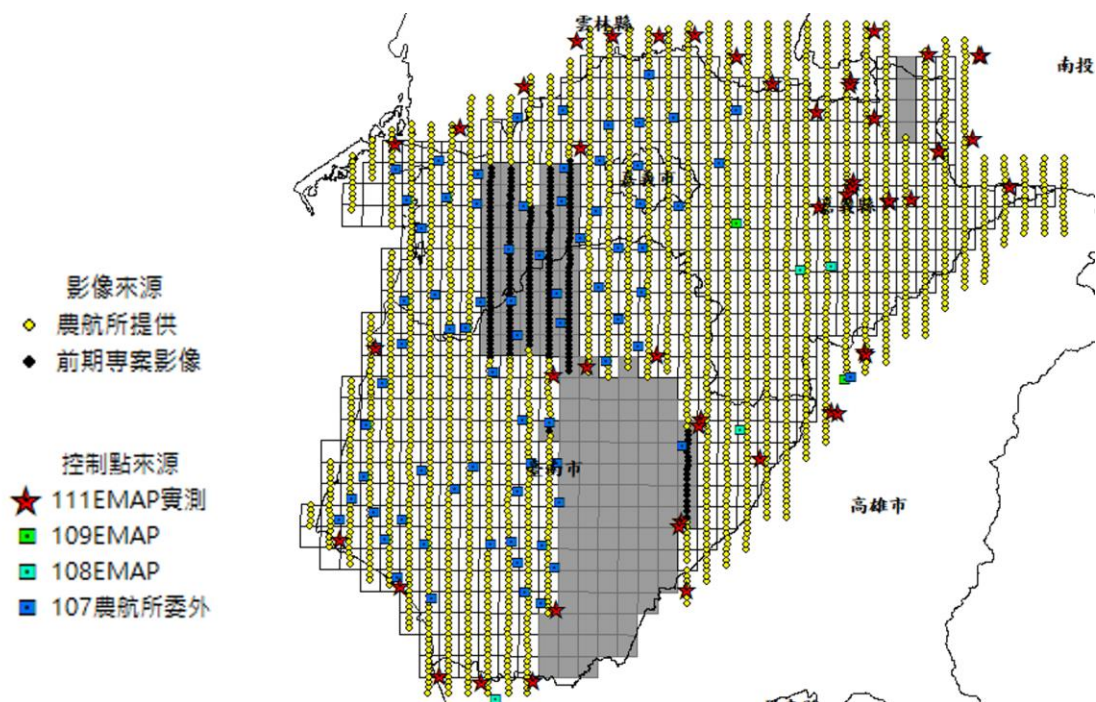 雲林縣
南投
嘉義市
嘉義縣
影像來源
農航所提供
前期專案影像
控制點來源
臺南市
111EMAP實測
高雄市
109EMAP
108EMAP
107農航所委外